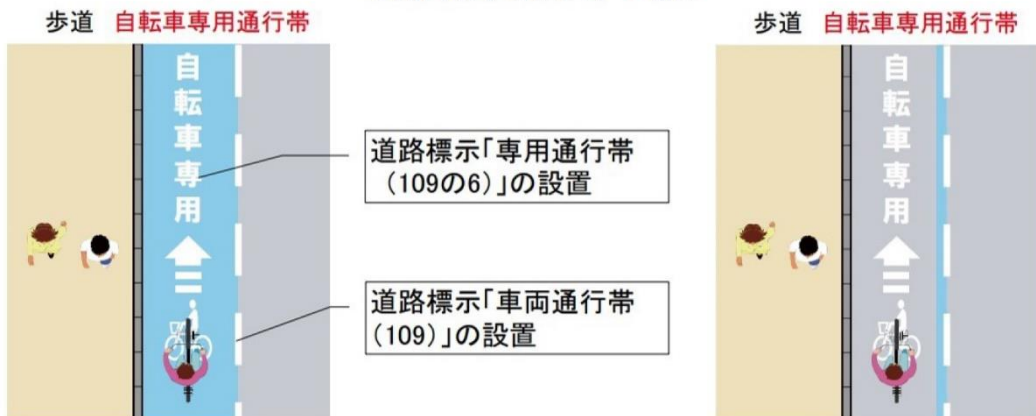 歩道 自転車専用通行帯
歩道 自転車専用通行帯
自転車専用
道路標示「専用通行帯
（109の6）」の設置
道路標示「車両通行帯
(109)」の設置
自転車専用